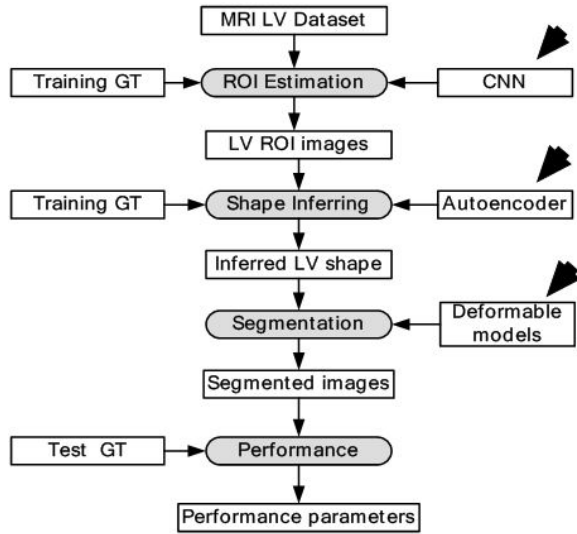 MRI LV Dataset
Training GT
ROI Estimation
CNN
LV ROI images
Training GT
Shape Inferring
Autoencoder
Inferred LV shape
Segmentation
Deformable
models
Segmented images
Test GT
Performance
Performance parameters